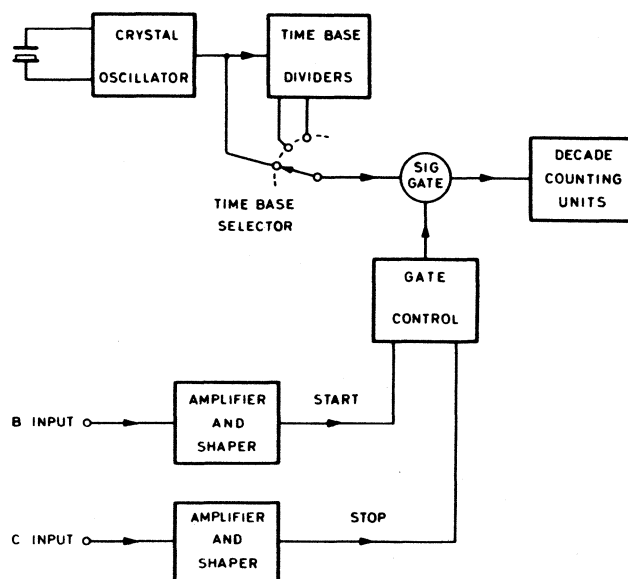 CRYSTAL
OSCILLATOR
TIME BASE
DIVIDERS
TIME BASE
SELECTOR
SIG
GATE
DECADE
COUNTING
UNITS
GATE
CONTROL
B INPUT
AMPLIFIER
AND
SHAPER
START
C INPUT
AMPLIFIER
AND
SHAPER
STOP